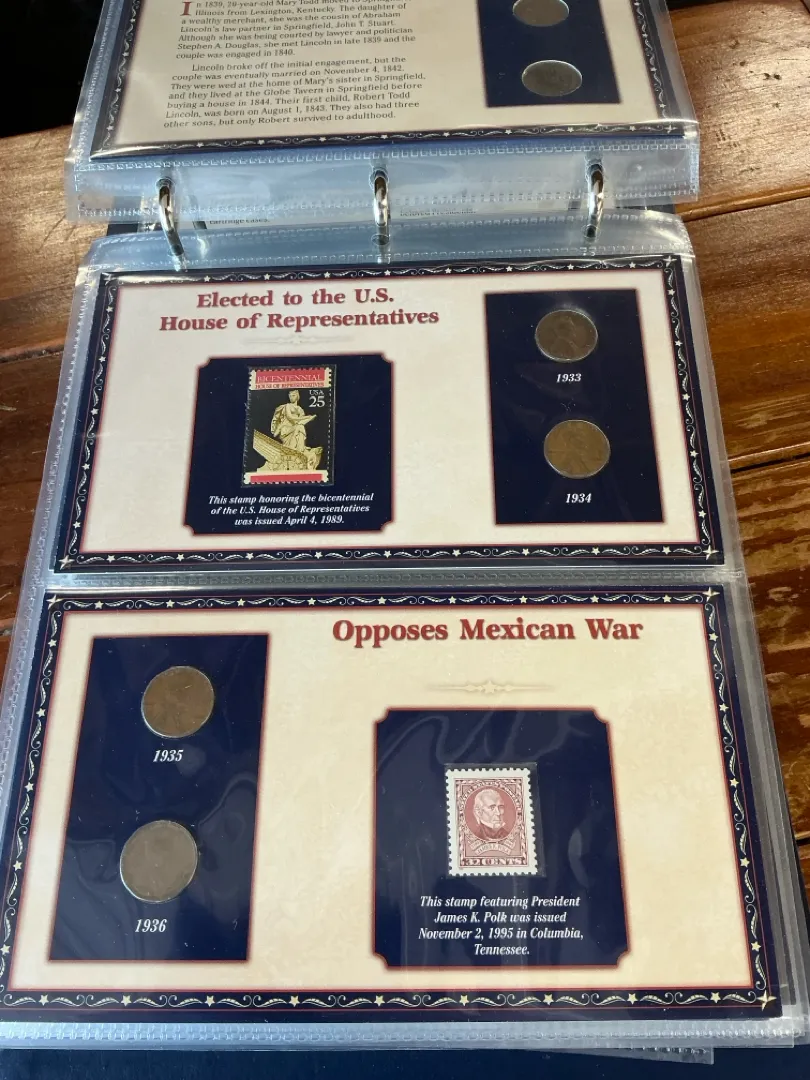 In 1839, 20-year-old Mary Todd moved to
Illinois from Lexington, Kentucky. The daughter of
a wealthy merchant, she was the cousin of Abraham
Lincoln's law partner in Springfield, John T. Stuart.
Although she was being courted by lawyer and politician
Stephen A. Douglas, she met Lincoln in late 1839 and the
couple was engaged in 1840.
Lincoln broke off the initial engagement, but the
couple was eventually married on November 4, 1842.
They were wed at the home of Mary's sister in Springfield,
and they lived at the Globe Tavern in Springfield before
buying a house in 1844. Their first child, Robert Todd
Lincoln, was born on August 1, 1843. They also had three
other sons, but only Robert survived to adulthood.
cartridge cases.
Elected to the U.S.
House of Representatives
BICENTENNIAL
HOUSE OF REPRESENTATIVES
USA
25
This stamp honoring the bicentennial
of the U.S. House of Representatives
was issued April 4, 1989.
1933
1934
Opposes Mexican War
1935
1936
32 CENTS
This stamp featuring President
James K. Polk was issued
November 2, 1995 in Columbia,
Tennessee.